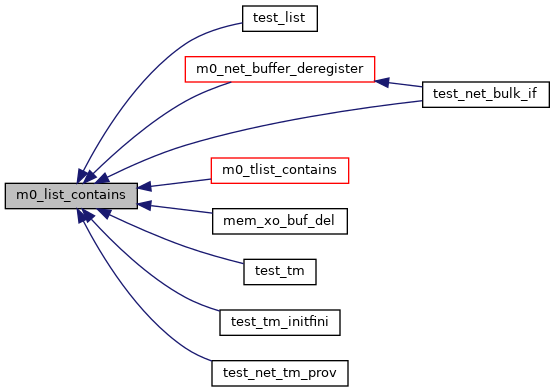 test_list
m0_net_buffer_deregister
test_net_bulk_if
m0_tlist_contains
m0_list_contains
mem_xo_buf_del
test_tm
test_tm_initfini
test_net_tm_prov